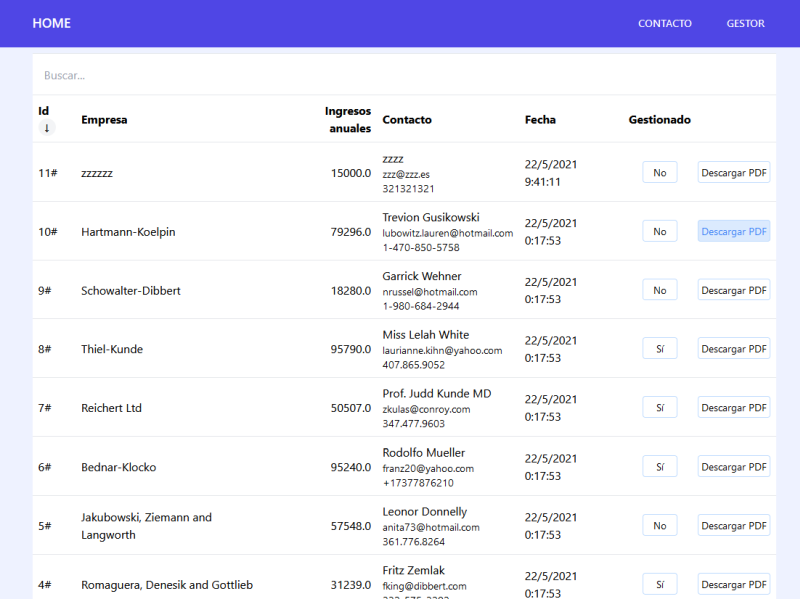 HOME
CONTACTO
GESTOR
Buscar...
Id ↓
Empresa
Ingresos anuales
Contacto
Fecha
Gestionado
11#
zzzzzz
15000.0
zzzz
zzz@zzz.es
321321321
22/5/2021
9:41:11
No
Descargar PDF
10#
Hartmann-Koelpin
79296.0
Trevion Gusikowski
lubowitz.lauren@hotmail.com
1-470-850-5758
22/5/2021
0:17:53
No
Descargar PDF
9#
Schowalter-Dibbert
18280.0
Garrick Wehner
nrussel@hotmail.com
1-980-684-2944
22/5/2021
0:17:53
No
Descargar PDF
8#
Thiel-Kunde
95790.0
Miss Lelah White
laurianne.kihn@yahoo.com
407.865.9052
22/5/2021
0:17:53
Sí
Descargar PDF
7#
Reichert Ltd
50507.0
Prof. Judd Kunde MD
zkulas@conroy.com
347.477.9603
22/5/2021
0:17:53
Sí
Descargar PDF
6#
Bednar-Klocko
95240.0
Rodolfo Mueller
franz20@yahoo.com
+17377876210
22/5/2021
0:17:53
Sí
Descargar PDF
5#
Jakubowski, Ziemann and
Langworth
57548.0
Leonor Donnelly
anita73@hotmail.com
361.776.8264
22/5/2021
0:17:53
No
Descargar PDF
4#
Romaguera, Denesik and Gottlieb
31239.0
Fritz Zemlak
fking@dibbert.com
22/5/2021
0:17:53
Sí
Descargar PDF